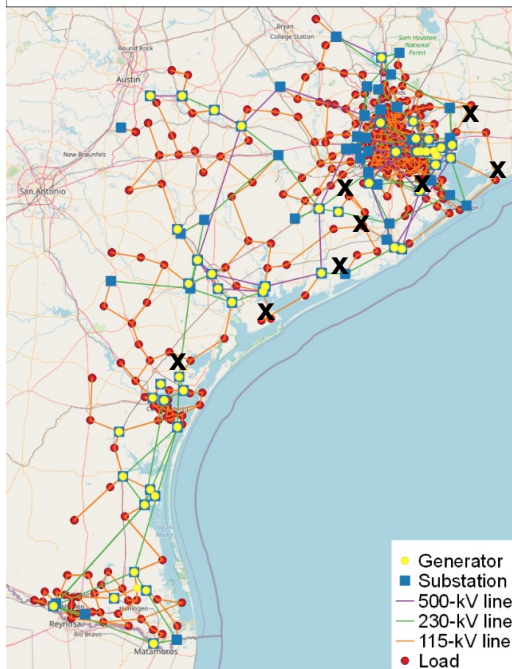 Bryan
College Station
Sam Houston
National
Forest
Round Rock
Austin
New Braunfels
San Antonio
X
X
X
X
X
X
X
X
Reynosa
Río Bravo
Harlingen
Matamoros
Generator
Substation
500-kV line
230-kV line
115-kV line
Load